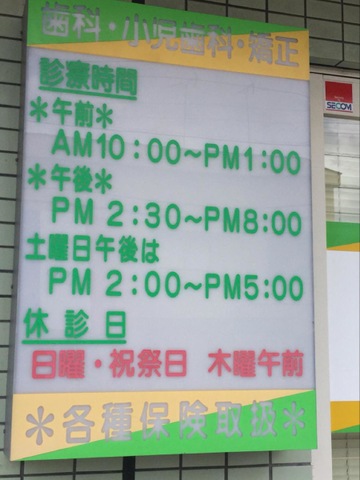 歯科・小児歯科・矯正
診療時間
＊午前＊
AM10：00～PM1：00
＊午後＊
PM 2：30～PM8：00
土曜日午後は
PM 2：00～PM5：00
休診日
日曜・祝祭日 木曜午前
＊各種保険取扱＊
SECOM